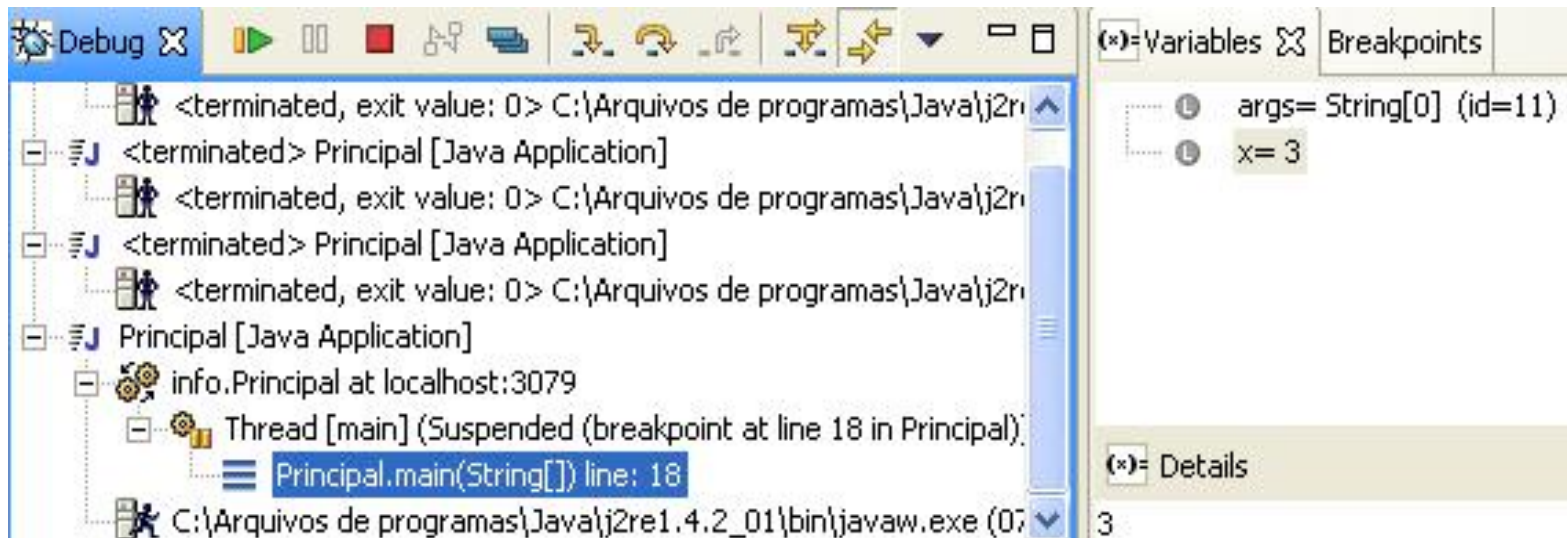 Debug
<terminated, exit value: 0> C:\Arquivos de programas\Java\j2r
<terminated> Principal [Java Application]
<terminated, exit value: 0> C:\Arquivos de programas\Java\j2r
<terminated> Principal [Java Application]
<terminated, exit value: 0> C:\Arquivos de programas\Java\j2r
Principal [Java Application]
info.Principal at localhost:3079
Thread [main] (Suspended (breakpoint at line 18 in Principal))
Principal.main(String[]) line: 18
C:\Arquivos de programas\Java\j2re1.4.2_01\bin\javaw.exe (07
(x)= Variables
Breakpoints
args= String[0] (id=11)
x= 3
(x)= Details
3